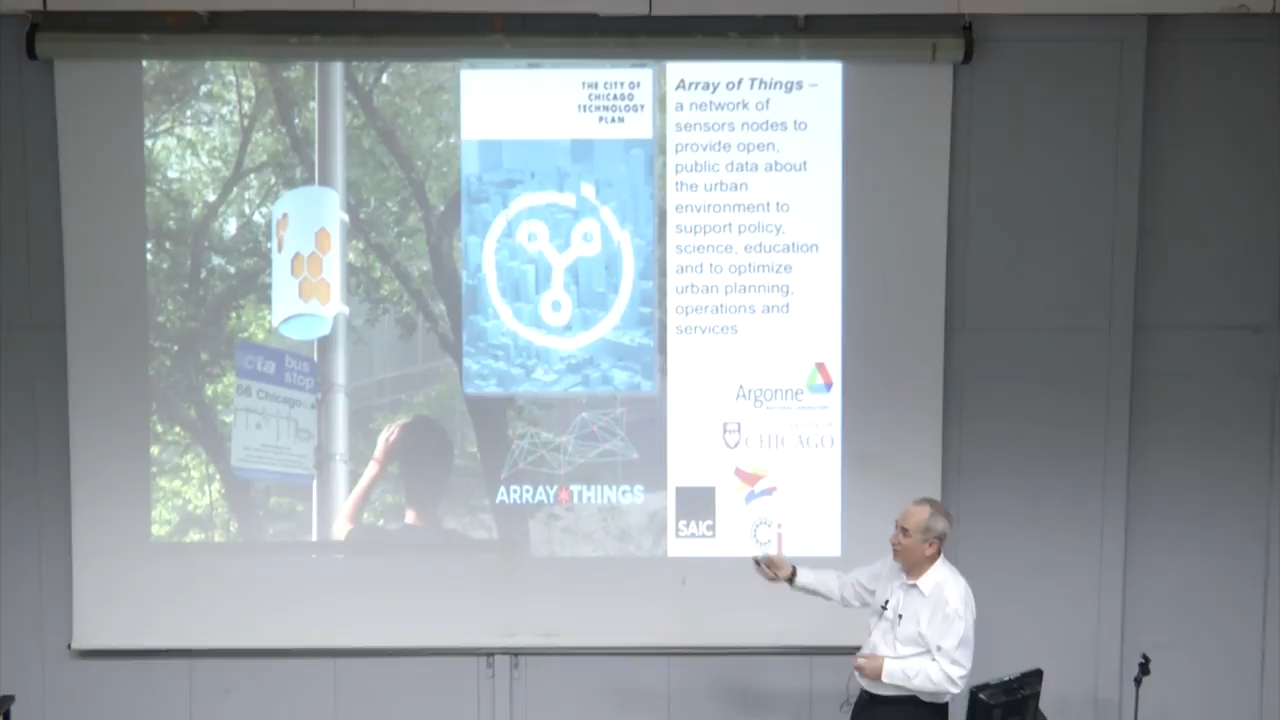 THE CITY OF
CHICAGO
TECHNOLOGY
PLAN
Array of Things –
a network of
sensors nodes to
provide open,
public data about
the urban
environment to
support policy,
science, education
and to optimize
urban planning,
operations and
services
cta bus
stop
66 Chicago
ARRAY THINGS
Argonne
CHICAGO
SAIC